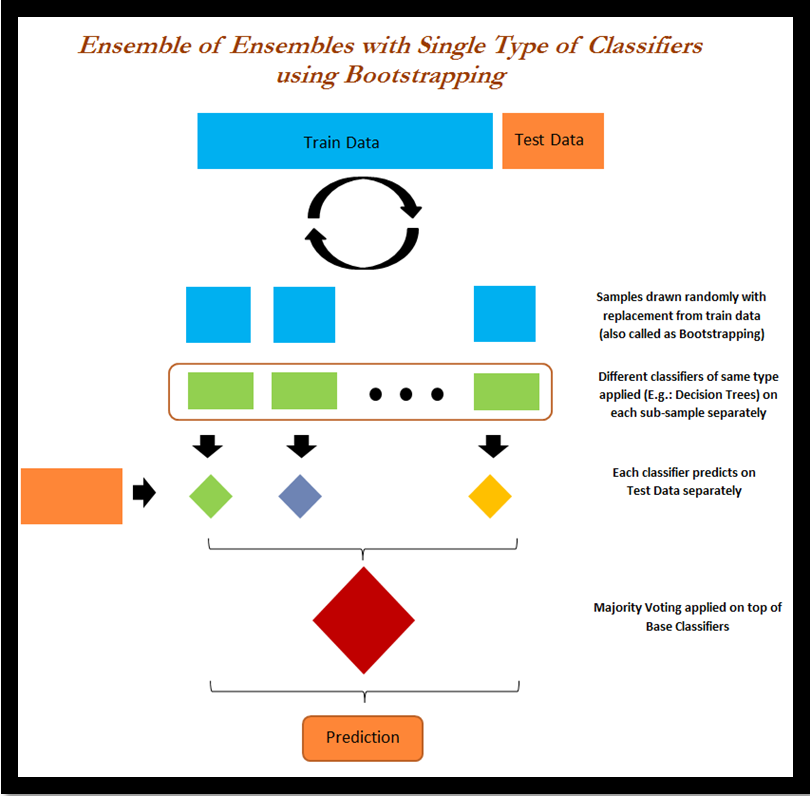 Ensemble of Ensembles with Single Type of Classifiers
using Bootstrapping
Train Data
Test Data
Samples drawn randomly with
replacement from train data
(also called as Bootstrapping)
Different classifiers of same type
applied (E.g.: Decision Trees) on
each sub-sample separately
Each classifier predicts on
Test Data separately
Majority Voting applied on top of
Base Classifiers
Prediction